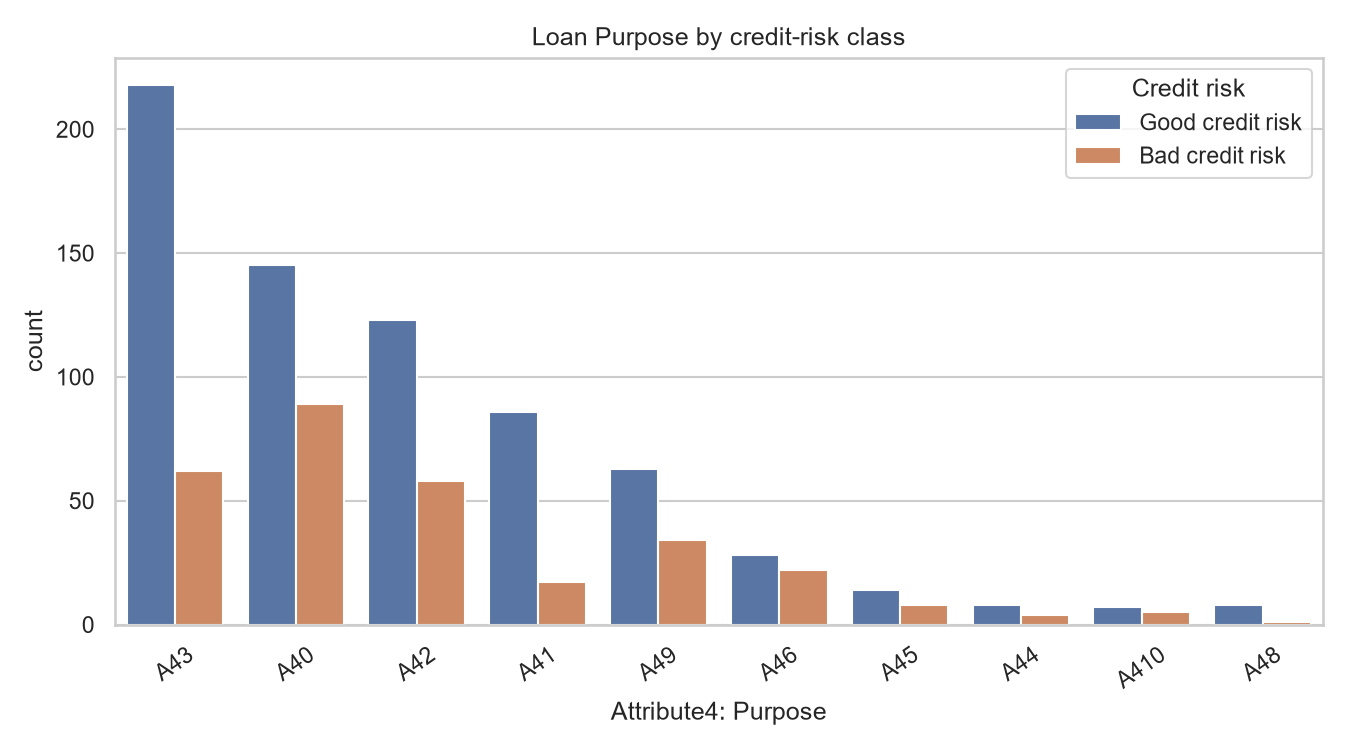 Loan Purpose by credit-risk class
Credit risk
Good credit risk
Bad credit risk
count
200
150
100
50
0
A43
A40
A42
A41
A49
A46
A45
A44
A410
A48
Attribute4: Purpose